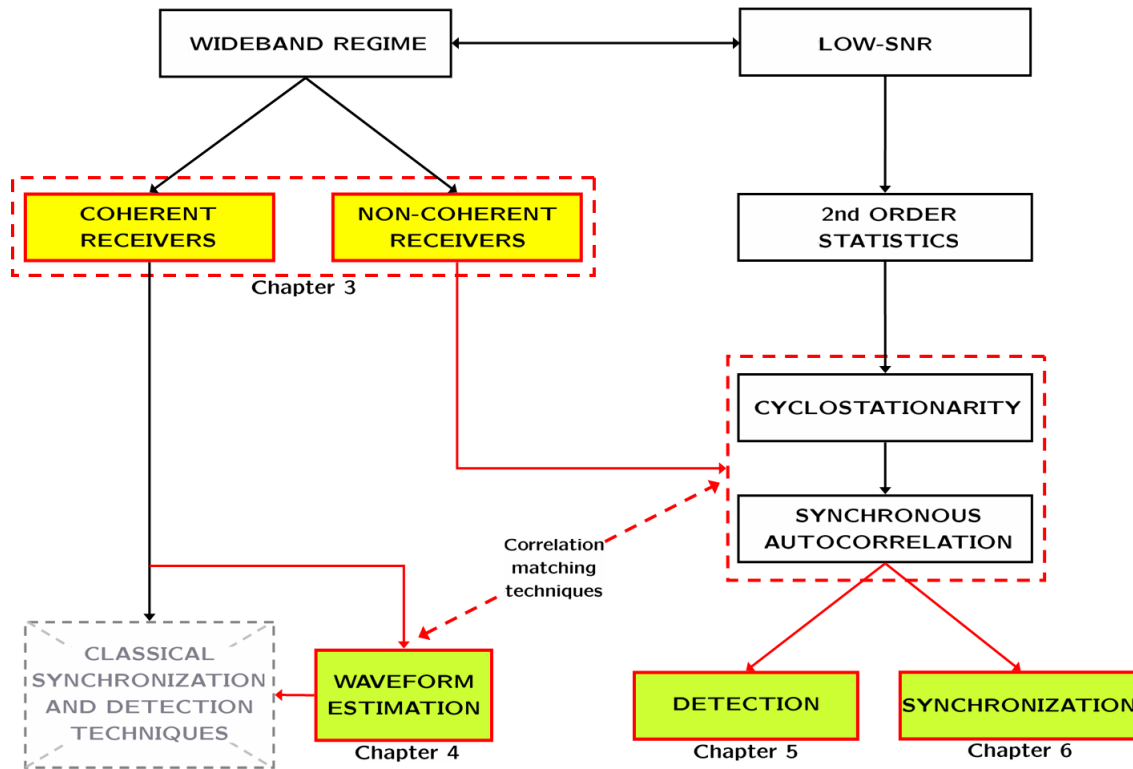 WIDEBAND REGIME
LOW-SNR
COHERENT
RECEIVERS
NON-COHERENT
RECEIVERS
2nd ORDER
STATISTICS
Chapter 3
CYCLOSTATIONARITY
SYNCHRONOUS
AUTOCORRELATION
Correlation
matching
techniques
CLASSICAL
SYNCHRONIZATION
AND DETECTION
TECHNIQUES
WAVEFORM
ESTIMATION
Chapter 4
DETECTION
Chapter 5
SYNCHRONIZATION
Chapter 6